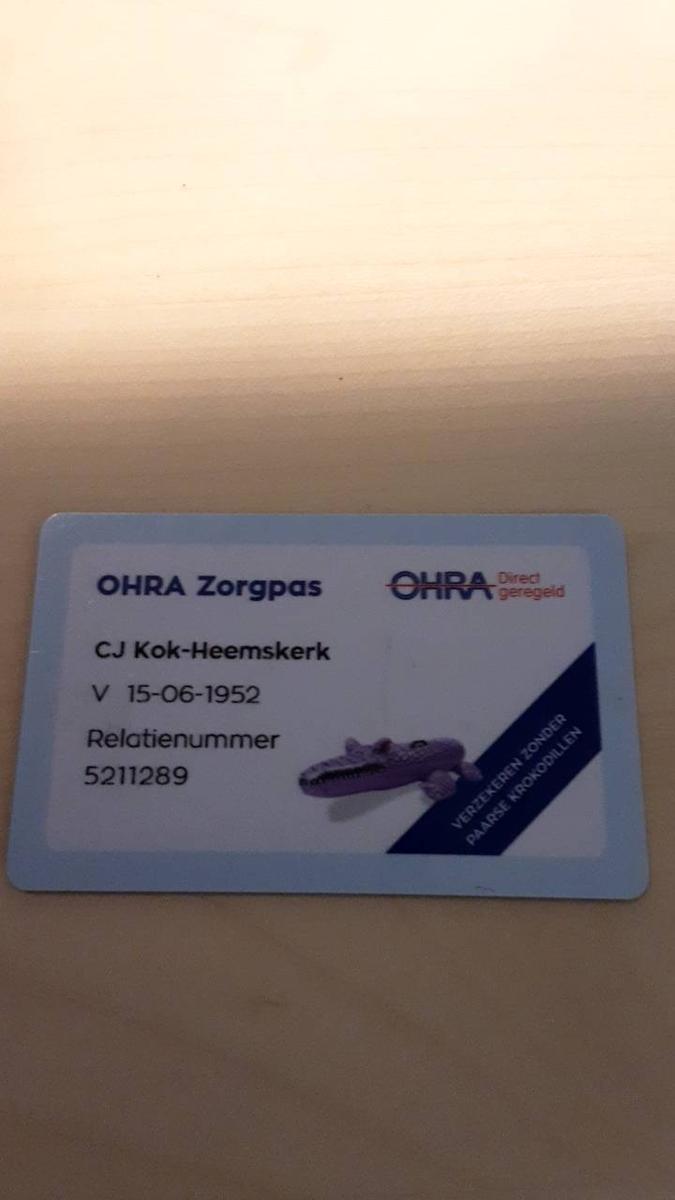 OHRA Zorgpas
OHRA Direct
geregeld
CJ Kok-Heemskerk
V 15-06-1952
Relatienummer
5211289
VERZEKEREN ZONDER
PAARSE KROKODILLEN